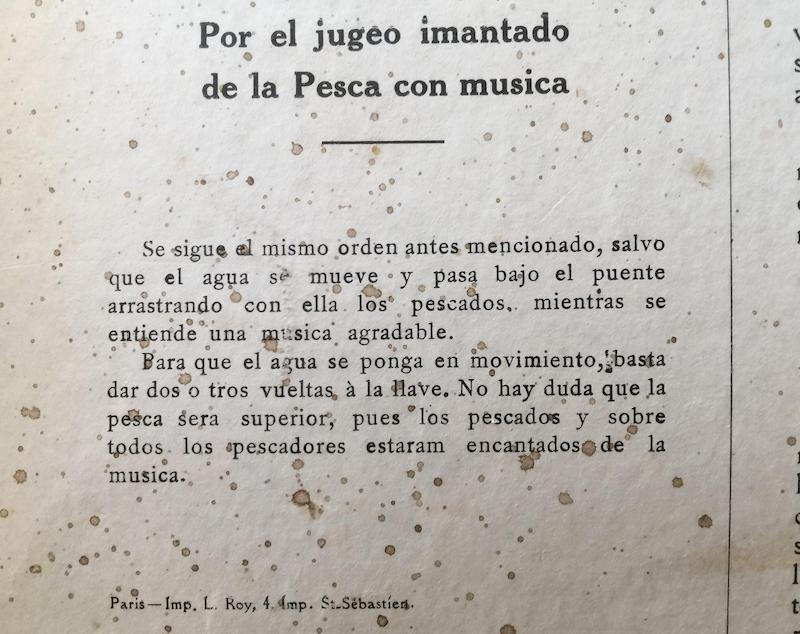 Por el jugeo imantado
de la Pesca con musica
Se sigue el mismo orden antes mencionado, salvo
que el agua se mueve y pasa bajo el puente
arrastrando con ella los pescados, mientras se
entiende una musica agradable.
Bara que el agua se ponga en movimiento, basta
dar dos o tros vueltas à la llave. No hay duda que la
pesca sera superior, pues los pescados y sobre
todos los pescadores estaram encantados de la
musica.
Paris — Imp. L. Roy, 4. Imp. St-Sébastien.